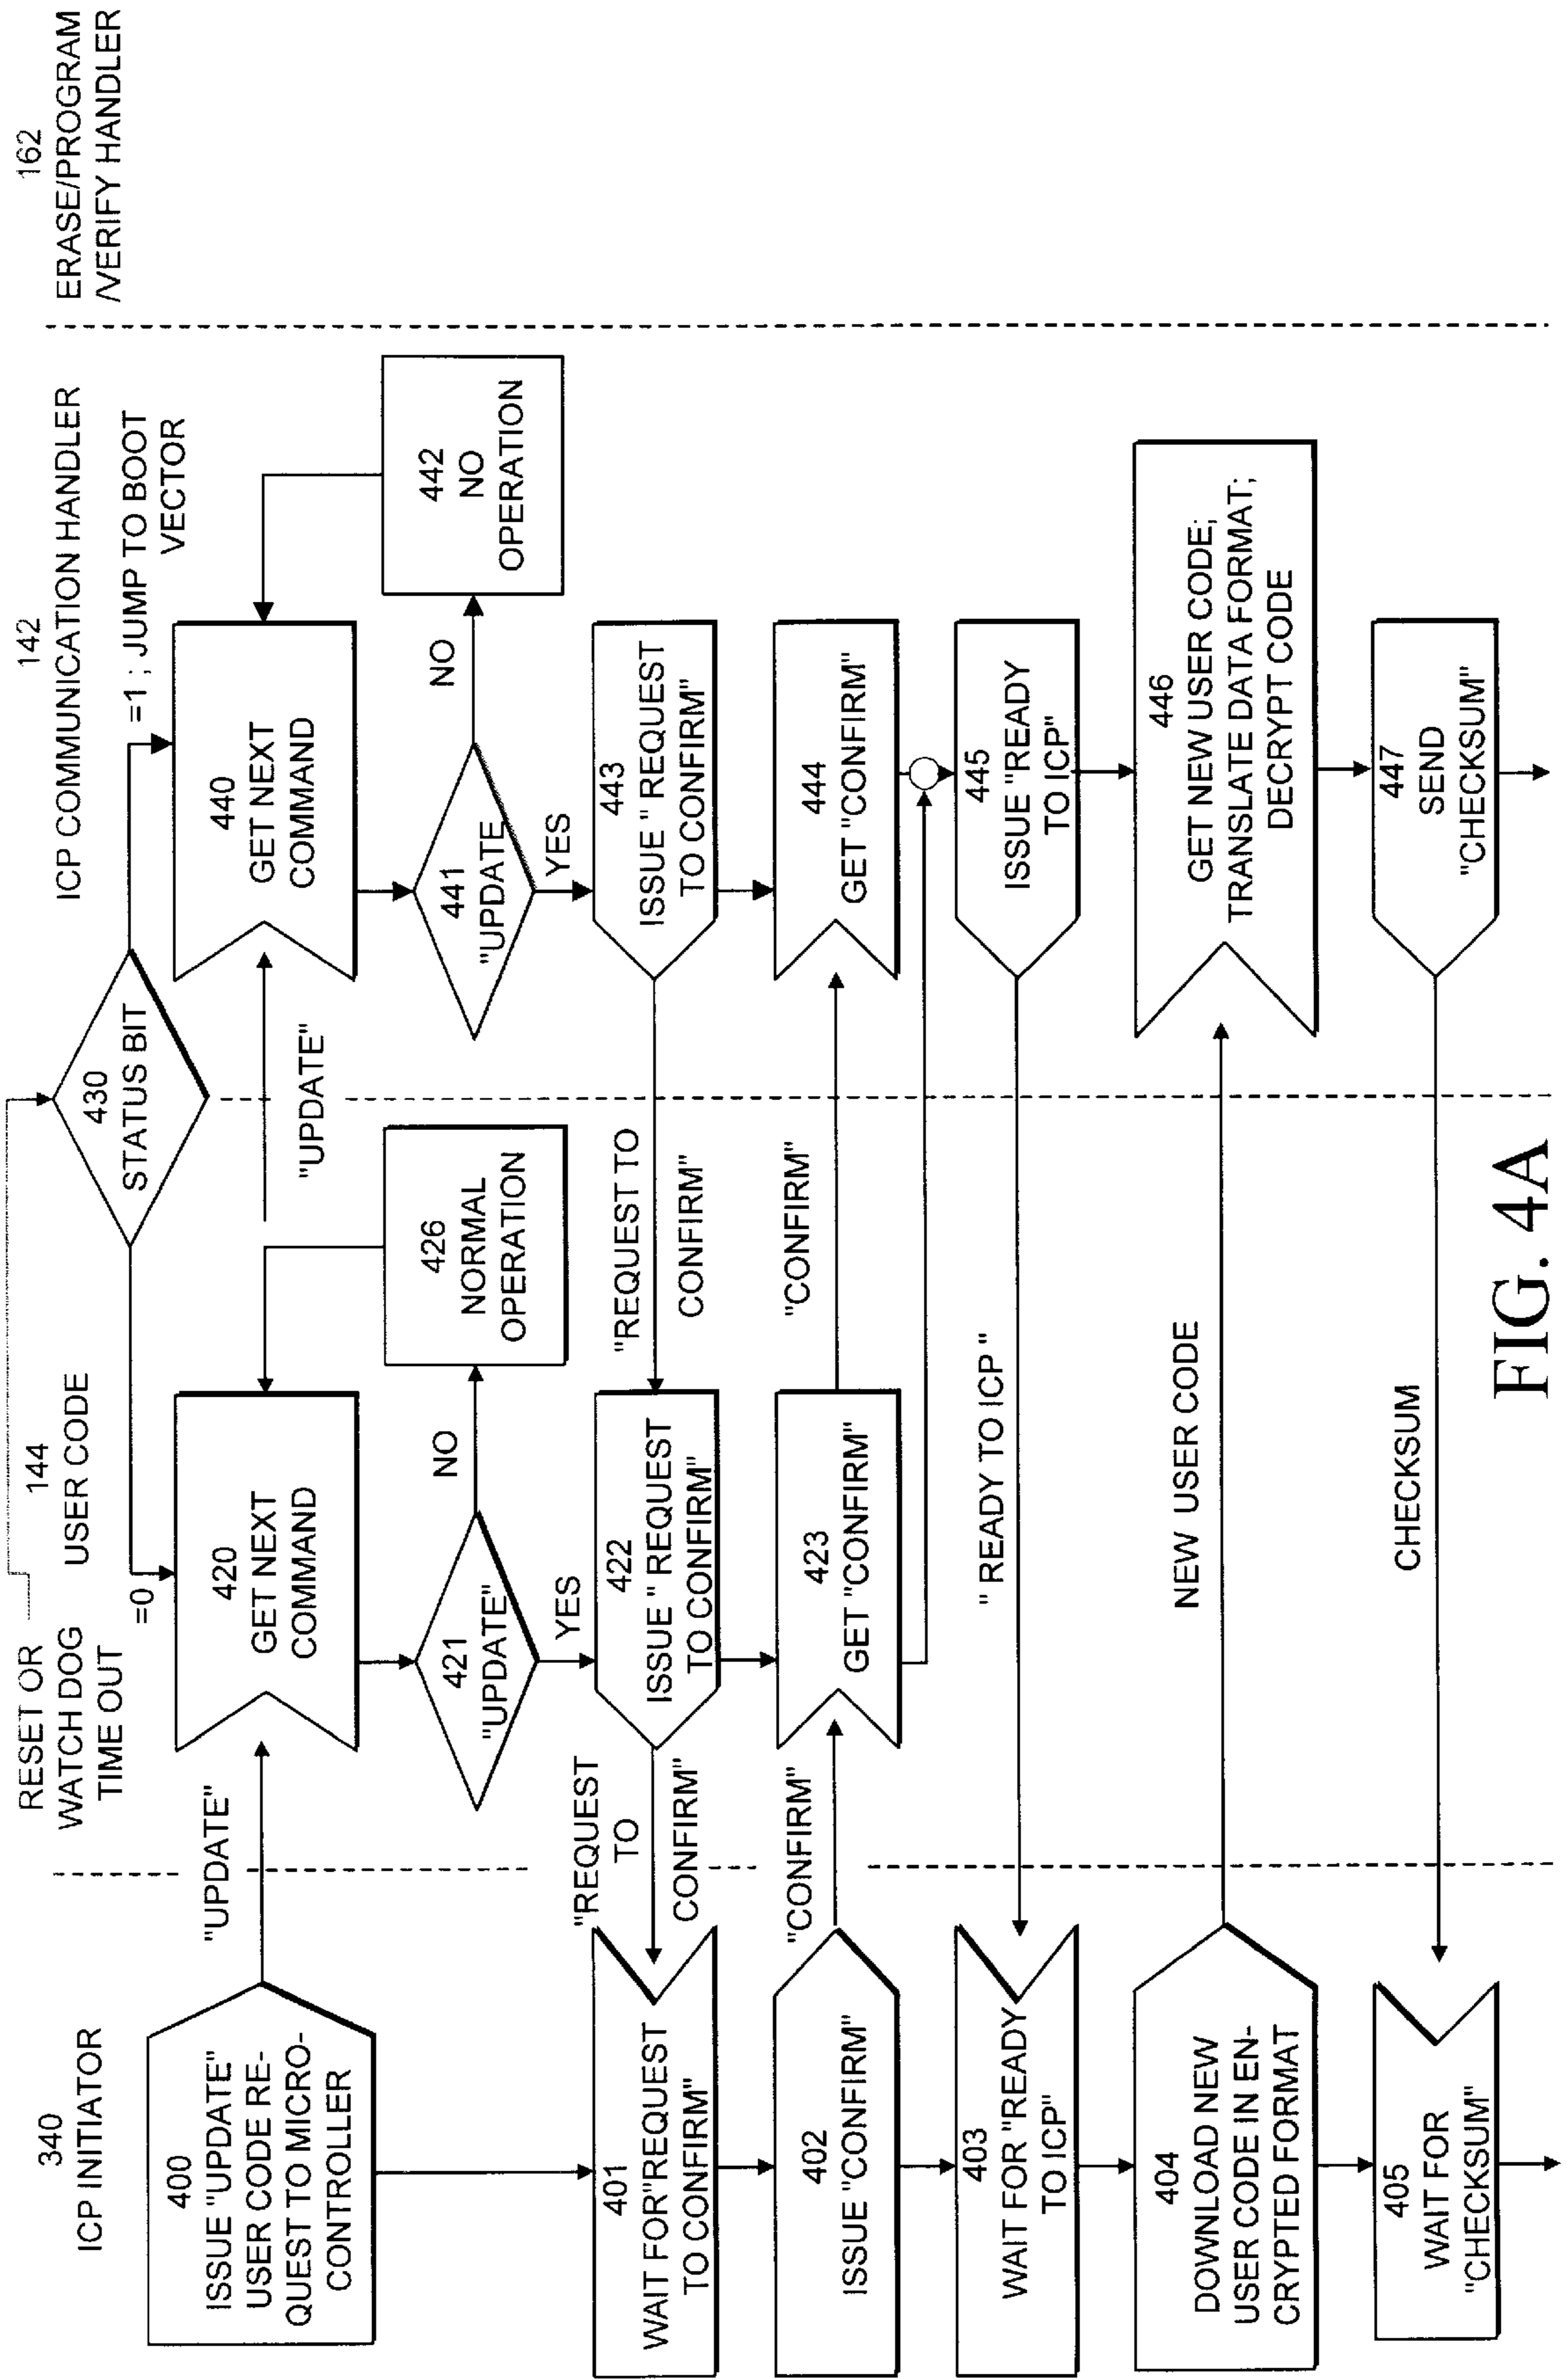 340
ICP INITIATOR
RESET OR
WATCH DOG
TIME OUT
144
USER CODE
142
ICP COMMUNICATION HANDLER
162
ERASE/PROGRAM
/VERIFY HANDLER
430
STATUS BIT
=0
=1 ; JUMP TO BOOT
VECTOR
400
ISSUE "UPDATE"
USER CODE RE-
QUEST TO MICRO-
CONTROLLER
"UPDATE"
420
GET NEXT
COMMAND
"UPDATE"
440
GET NEXT
COMMAND
421
"UPDATE"
NO
426
NORMAL
OPERATION
YES
441
"UPDATE
NO
442
NO
OPERATION
YES
401
WAIT FOR"REQUEST
TO CONFIRM"
"REQUEST
TO
CONFIRM"
422
ISSUE " REQUEST
TO CONFIRM"
"REQUEST TO
CONFIRM"
443
ISSUE " REQUEST
TO CONFIRM"
402
ISSUE "CONFIRM"
"CONFIRM"
423
GET "CONFIRM"
"CONFIRM"
444
GET "CONFIRM"
403
WAIT FOR "READY
TO ICP"
" READY TO ICP "
445
ISSUE "READY
TO ICP"
404
DOWNLOAD NEW
USER CODE IN EN-
CRYPTED FORMAT
NEW USER CODE
446
GET NEW USER CODE;
TRANSLATE DATA FORMAT;
DECRYPT CODE
405
WAIT FOR
"CHECKSUM"
CHECKSUM
447
SEND
"CHECKSUM"
FIG. 4A